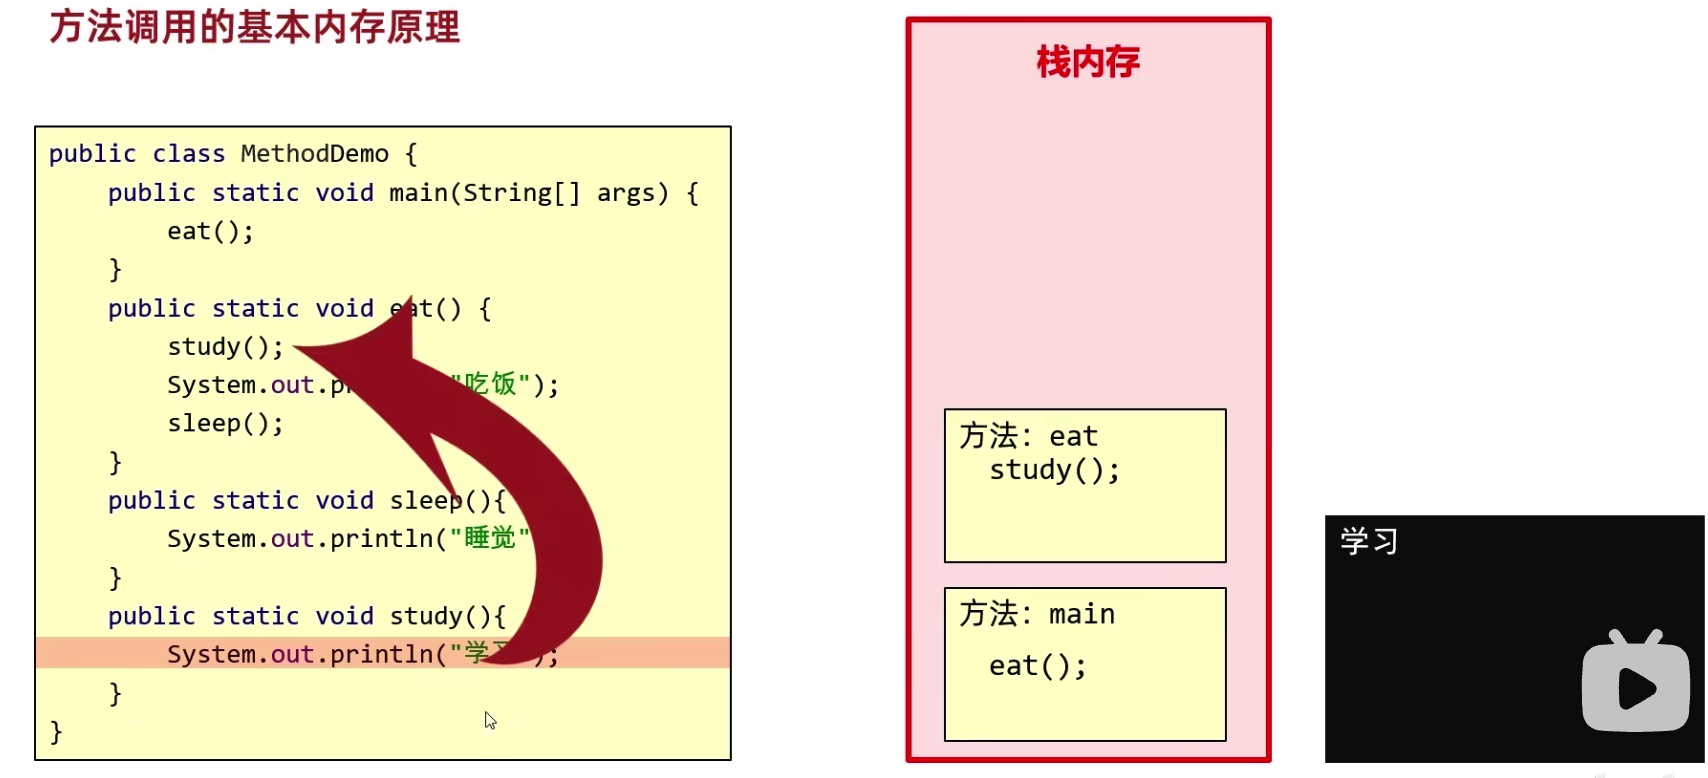 方法调用的基本内存原理
public class MethodDemo {
public static void main(String[] args) {
eat();
}
public static void eat() {
study();
System.out.pr "吃饭");
sleep();
}
public static void sleep(){
System.out.println("睡觉"
}
public static void study(){
System.out.println("学 );
}
}
栈内存
方法: eat
study();
方法: main
eat();
学习